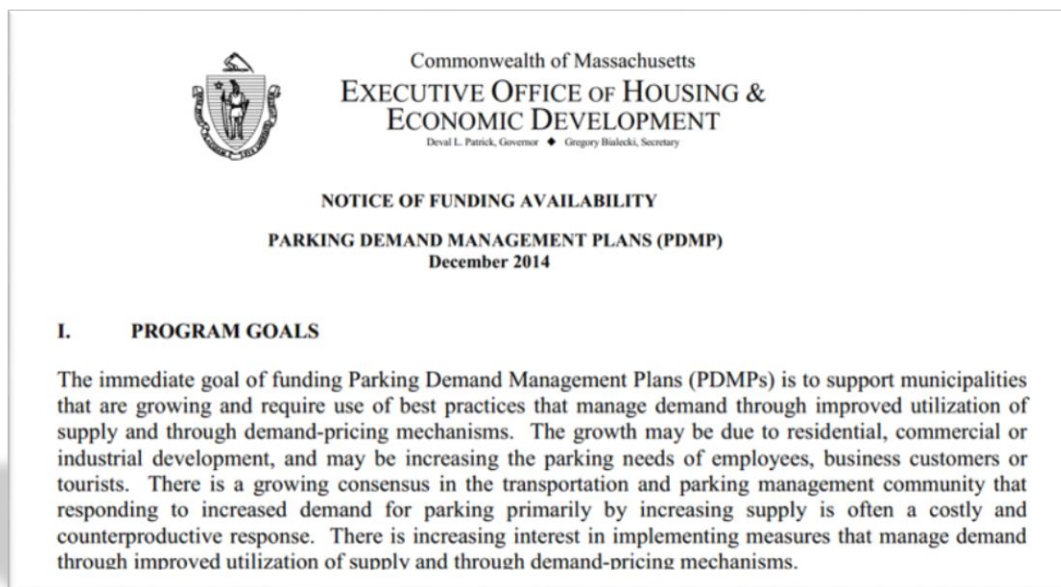 Commonwealth of Massachusetts
EXECUTIVE OFFICE OF HOUSING &
ECONOMIC DEVELOPMENT
Deval L. Patrick, Governor ◆ Gregory Bialecki, Secretary
NOTICE OF FUNDING AVAILABILITY
PARKING DEMAND MANAGEMENT PLANS (PDMP)
December 2014
I. PROGRAM GOALS
The immediate goal of funding Parking Demand Management Plans (PDMPs) is to support municipalities
that are growing and require use of best practices that manage demand through improved utilization of
supply and through demand-pricing mechanisms. The growth may be due to residential, commercial or
industrial development, and may be increasing the parking needs of employees, business customers or
tourists. There is a growing consensus in the transportation and parking management community that
responding to increased demand for parking primarily by increasing supply is often a costly and
counterproductive response. There is increasing interest in implementing measures that manage demand
through improved utilization of supply and through demand-pricing mechanisms.